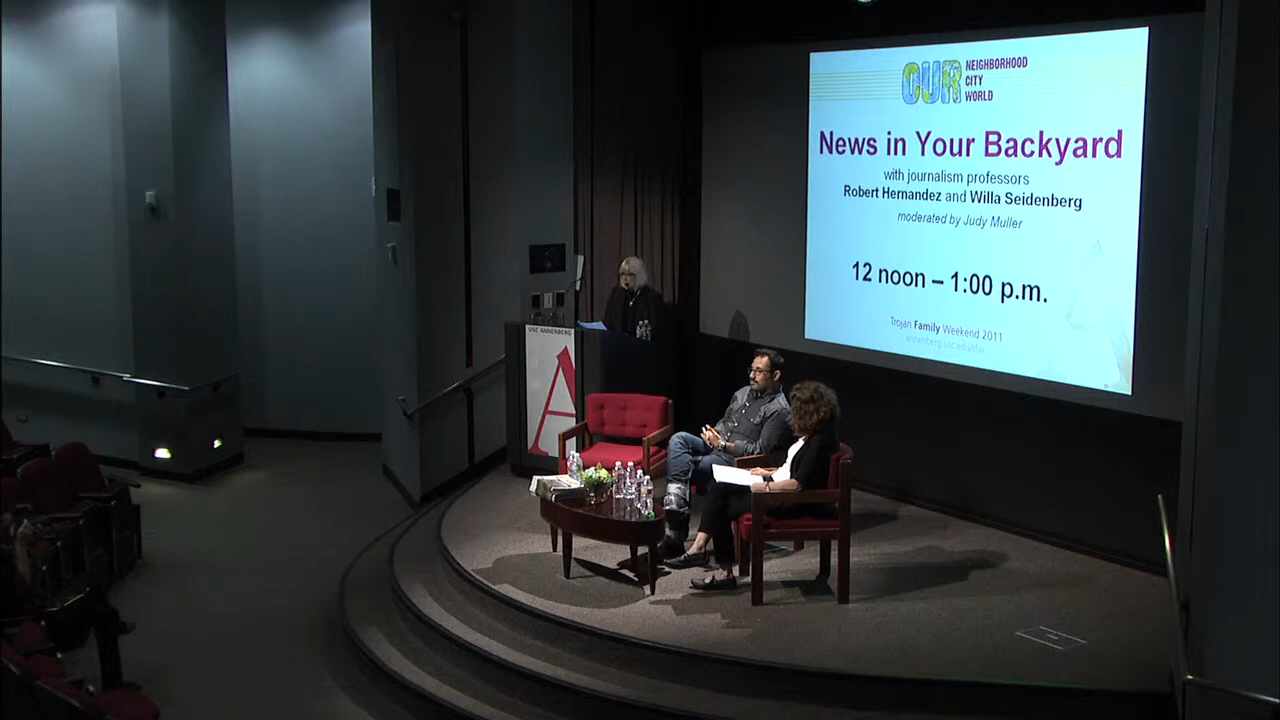 OUR NEIGHBORHOOD
CITY
WORLD
News in Your Backyard
with journalism professors
Robert Hernandez and Willa Seidenberg
moderated by Judy Muller
12 noon – 1:00 p.m.
Trojan Family Weekend 2011
USC ANNENBERG
A